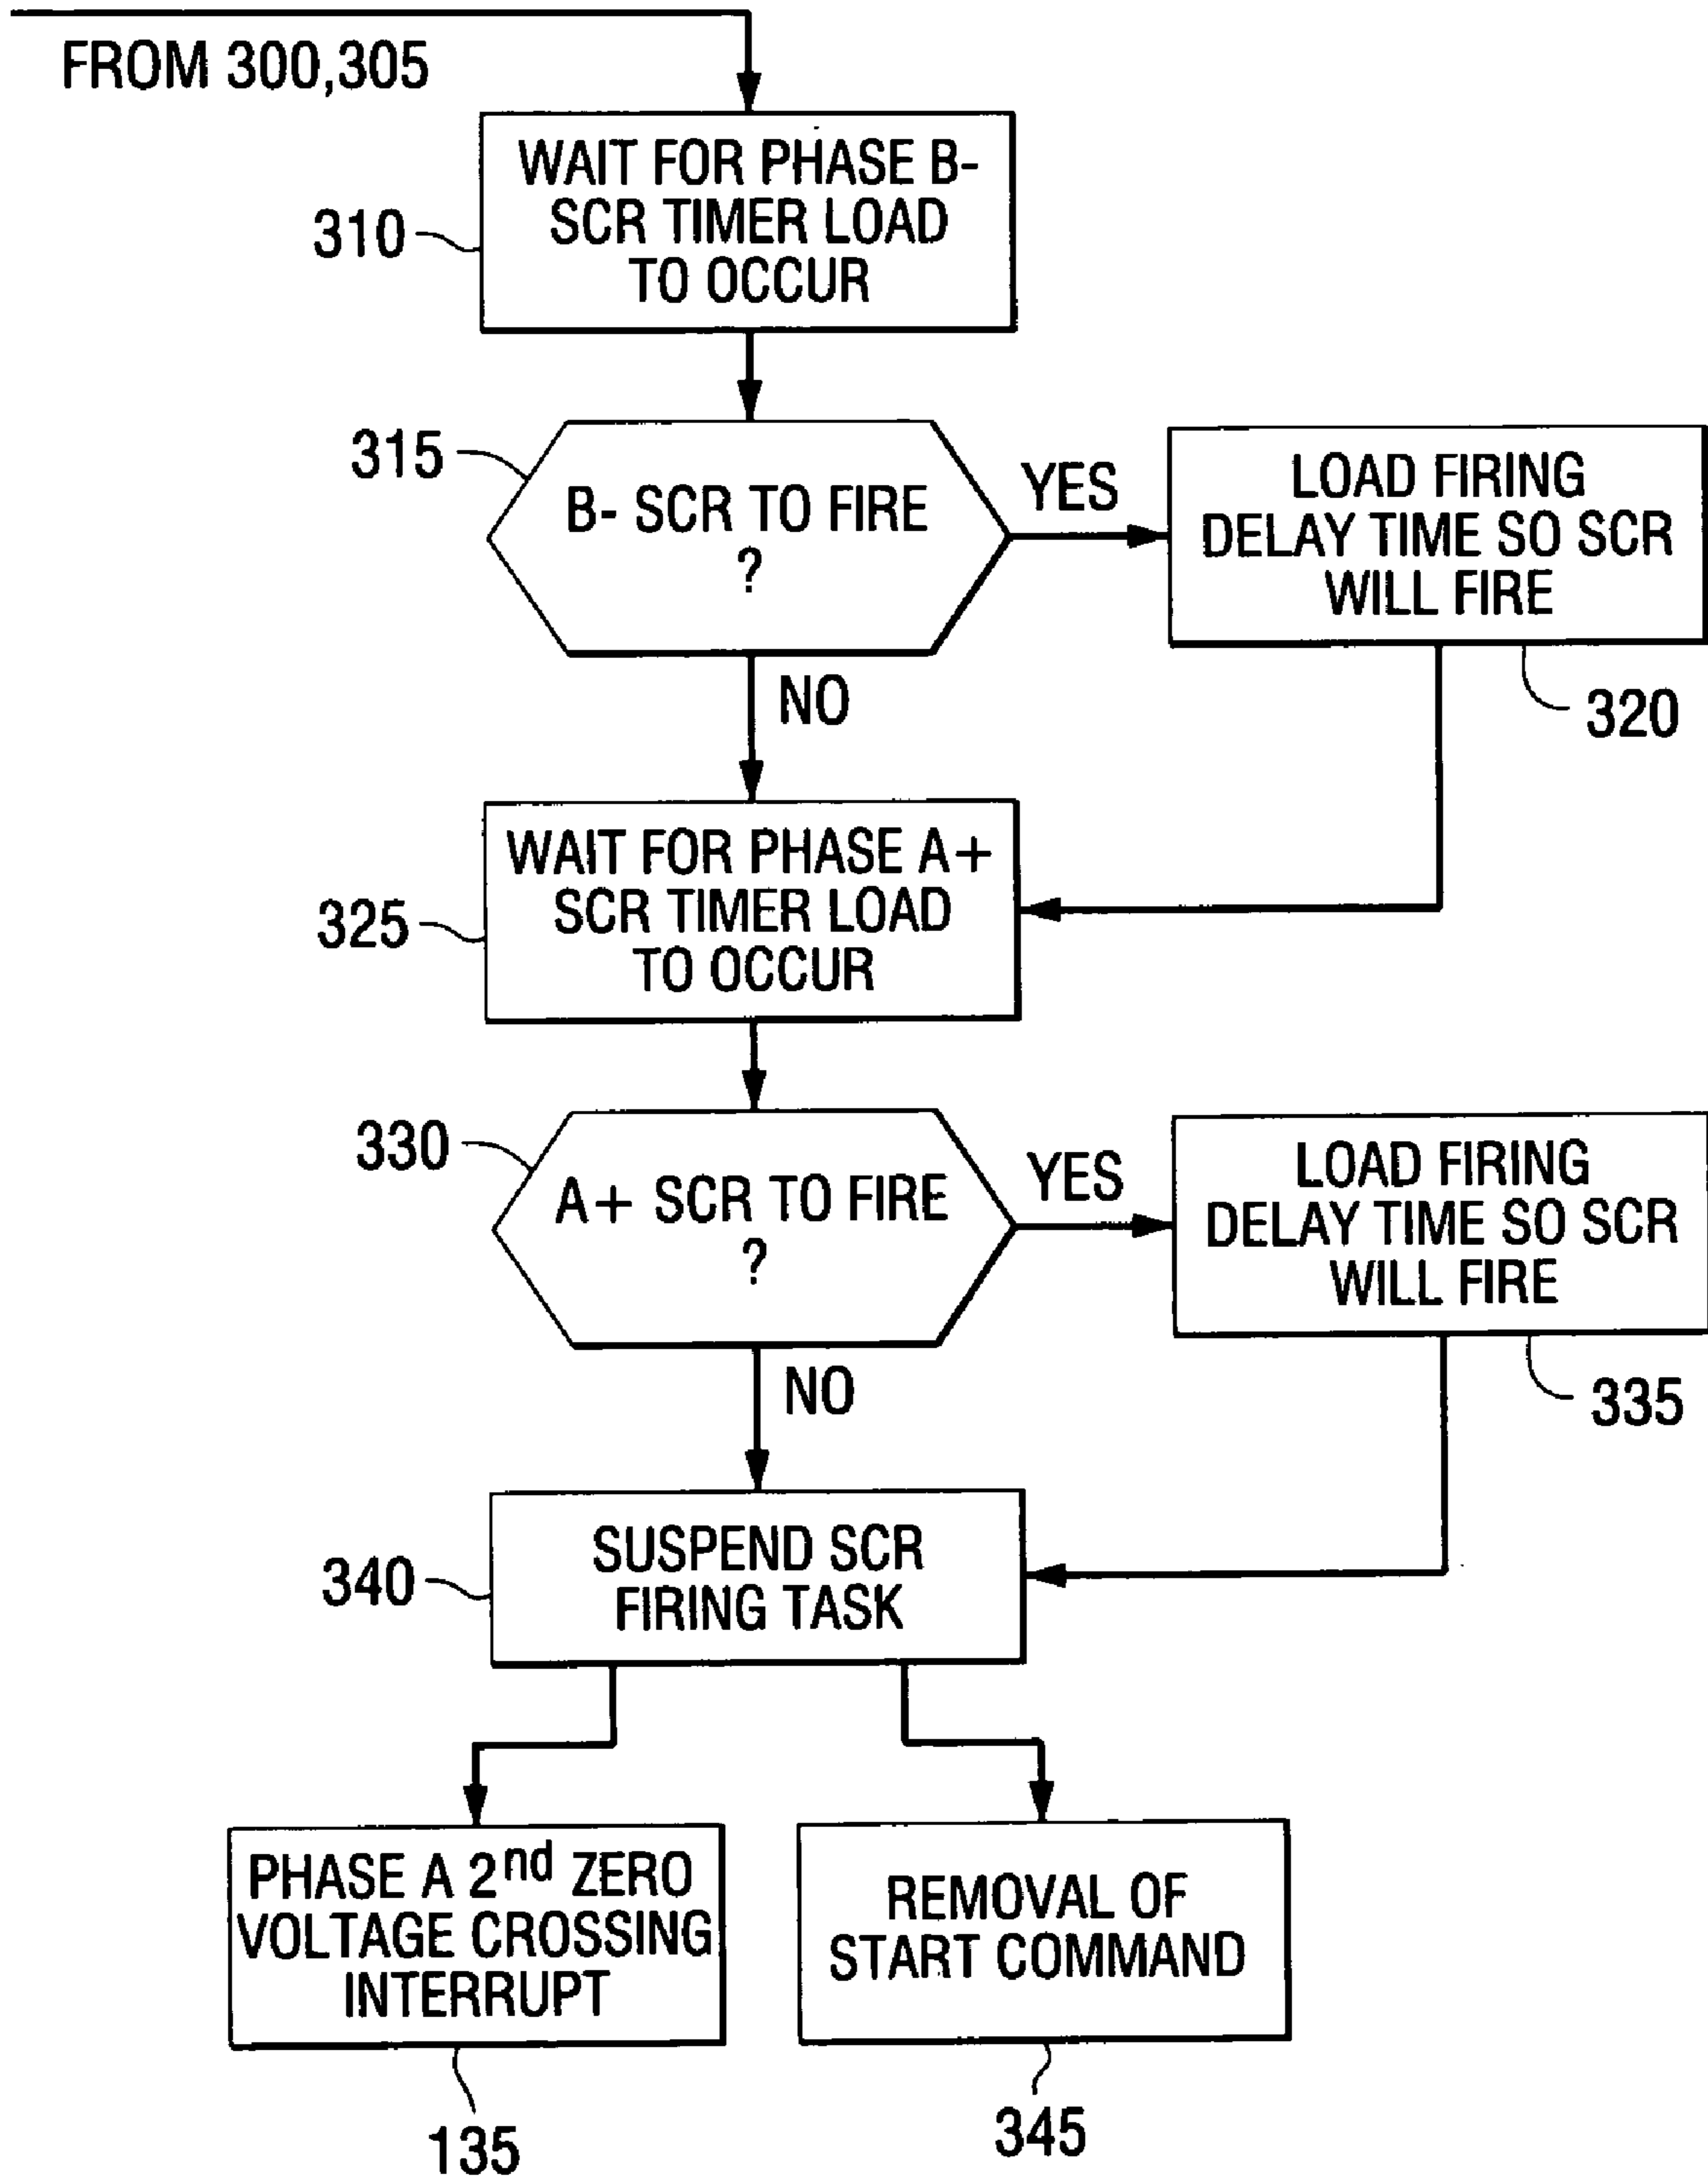 FROM 300,305
WAIT FOR PHASE B-
SCR TIMER LOAD
TO OCCUR
310
315
B- SCR TO FIRE
?
YES
LOAD FIRING
DELAY TIME SO SCR
WILL FIRE
320
NO
WAIT FOR PHASE A+
SCR TIMER LOAD
TO OCCUR
325
330
A+ SCR TO FIRE
?
YES
LOAD FIRING
DELAY TIME SO SCR
WILL FIRE
335
NO
SUSPEND SCR
FIRING TASK
340
PHASE A 2nd ZERO
VOLTAGE CROSSING
INTERRUPT
135
REMOVAL OF
START COMMAND
345